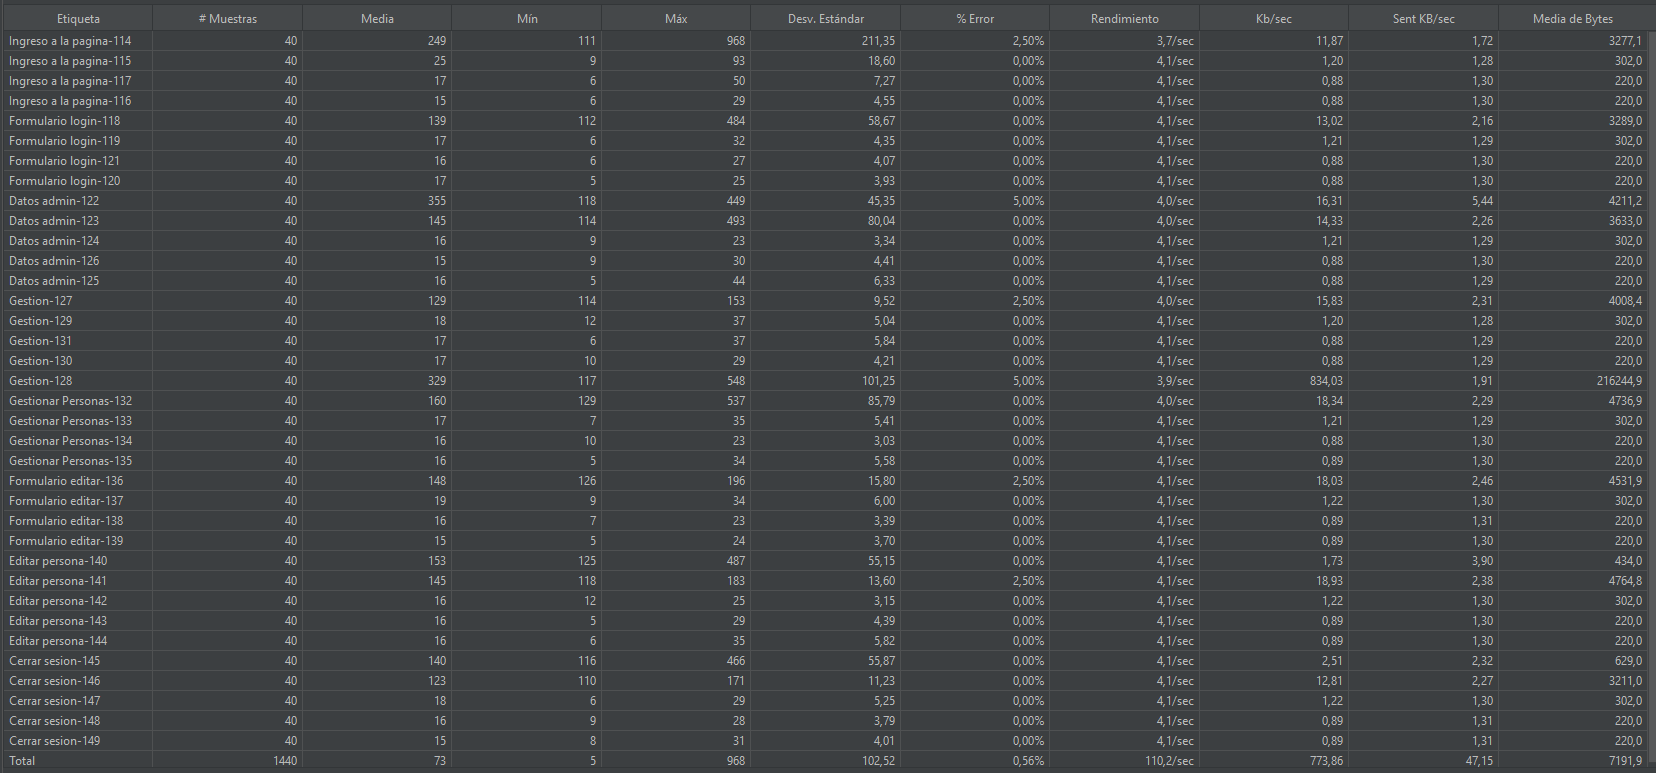 Etiqueta # Muestras Media Mín Máx Desv. Estándar % Error Rendimiento Kb/sec Sent KB/sec Media de Bytes
Ingreso a la pagina-114 40 249 111 968 211,35 2,50% 3,7/sec 11,87 1,72 3277,1
Ingreso a la pagina-115 40 25 9 93 18,60 0,00% 4,1/sec 1,20 1,28 302,0
Ingreso a la pagina-117 40 17 6 50 7,27 0,00% 4,1/sec 0,88 1,30 220,0
Ingreso a la pagina-116 40 15 6 29 4,55 0,00% 4,1/sec 0,88 1,30 220,0
Formulario login-118 40 139 112 484 58,67 0,00% 4,1/sec 13,02 2,16 3289,0
Formulario login-119 40 17 6 32 4,35 0,00% 4,1/sec 1,21 1,29 302,0
Formulario login-121 40 16 6 27 4,07 0,00% 4,1/sec 0,88 1,30 220,0
Formulario login-120 40 17 5 25 3,93 0,00% 4,1/sec 0,88 1,30 220,0
Datos admin-122 40 355 118 449 45,35 5,00% 4,0/sec 16,31 5,44 4211,2
Datos admin-123 40 145 114 493 80,04 0,00% 4,0/sec 14,33 2,26 3633,0
Datos admin-124 40 16 9 23 3,34 0,00% 4,1/sec 1,21 1,29 302,0
Datos admin-126 40 15 9 30 4,41 0,00% 4,1/sec 0,88 1,30 220,0
Datos admin-125 40 16 5 44 6,33 0,00% 4,1/sec 0,88 1,29 220,0
Gestion-127 40 129 114 153 9,52 2,50% 4,0/sec 15,83 2,31 4008,4
Gestion-129 40 18 12 37 5,04 0,00% 4,1/sec 1,20 1,28 302,0
Gestion-131 40 17 6 37 5,84 0,00% 4,1/sec 0,88 1,29 220,0
Gestion-130 40 17 10 29 4,21 0,00% 4,1/sec 0,88 1,29 220,0
Gestion-128 40 329 117 548 101,25 5,00% 3,9/sec 834,03 1,91 216244,9
Gestionar Personas-132 40 160 129 537 85,79 0,00% 4,0/sec 18,34 2,29 4736,9
Gestionar Personas-133 40 17 7 35 5,41 0,00% 4,1/sec 1,21 1,29 302,0
Gestionar Personas-134 40 16 10 23 3,03 0,00% 4,1/sec 0,88 1,30 220,0
Gestionar Personas-135 40 16 5 34 5,58 0,00% 4,1/sec 0,89 1,30 220,0
Formulario editar-136 40 148 126 196 15,80 2,50% 4,1/sec 18,03 2,46 4531,9
Formulario editar-137 40 19 9 34 6,00 0,00% 4,1/sec 1,22 1,30 302,0
Formulario editar-138 40 16 7 23 3,39 0,00% 4,1/sec 0,89 1,31 220,0
Formulario editar-139 40 15 5 24 3,70 0,00% 4,1/sec 0,89 1,30 220,0
Editar persona-140 40 153 125 487 55,15 0,00% 4,1/sec 1,73 3,90 434,0
Editar persona-141 40 145 118 183 13,60 2,50% 4,1/sec 18,93 2,38 4764,8
Editar persona-142 40 16 12 25 3,15 0,00% 4,1/sec 1,22 1,30 302,0
Editar persona-143 40 16 5 29 4,39 0,00% 4,1/sec 0,89 1,30 220,0
Editar persona-144 40 16 6 35 5,82 0,00% 4,1/sec 0,89 1,30 220,0
Cerrar sesion-145 40 140 116 466 55,87 0,00% 4,1/sec 2,51 2,32 629,0
Cerrar sesion-146 40 123 110 171 11,23 0,00% 4,1/sec 12,81 2,27 3211,0
Cerrar sesion-147 40 18 6 29 5,25 0,00% 4,1/sec 1,22 1,30 302,0
Cerrar sesion-148 40 16 9 28 3,79 0,00% 4,1/sec 0,89 1,31 220,0
Cerrar sesion-149 40 15 8 31 4,01 0,00% 4,1/sec 0,89 1,31 220,0
Total 1440 73 5 968 102,52 0,56% 110,2/sec 773,86 47,15 7191,9